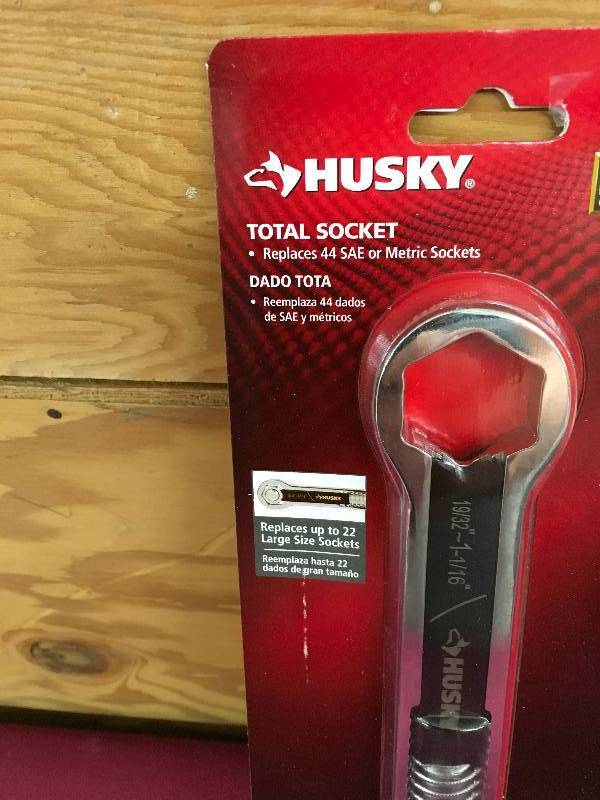 HUSKY®
TOTAL SOCKET
• Replaces 44 SAE or Metric Sockets
DADO TOTA
• Reemplaza 44 dados
de SAE y métricos
HUSKY
Replaces up to 22
Large Size Sockets
Reemplaza hasta 22
dados de gran tamaño
19/32"~1-1/16"
HUSKY